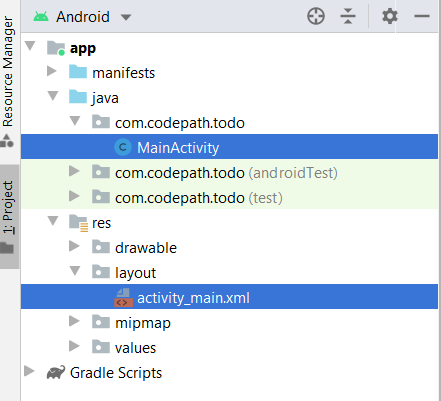 Android
Resource Manager
1: Project
app
manifests
java
com.codepath.todo
MainActivity
com.codepath.todo (androidTest)
com.codepath.todo (test)
res
drawable
layout
activity_main.xml
mipmap
values
Gradle Scripts